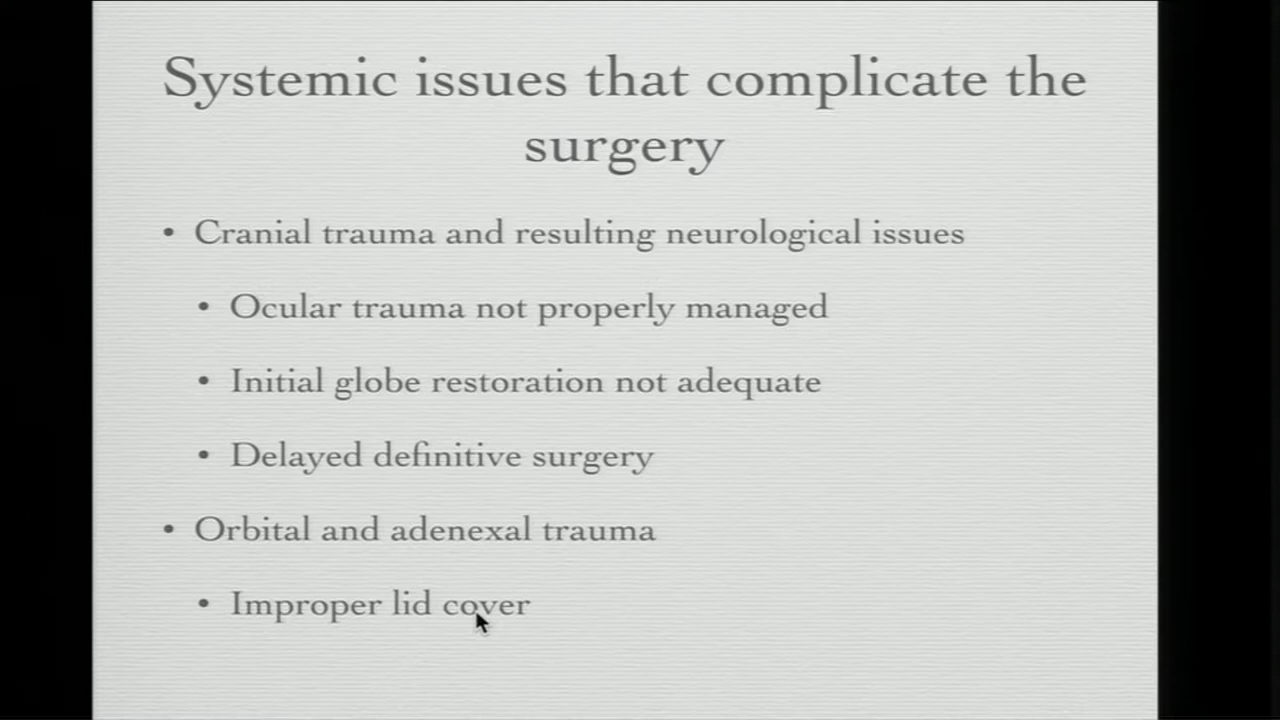 Systemic issues that complicate the
surgery
• Cranial trauma and resulting neurological issues
• Ocular trauma not properly managed
• Initial globe restoration not adequate
• Delayed definitive surgery
• Orbital and adenexal trauma
• Improper lid cover